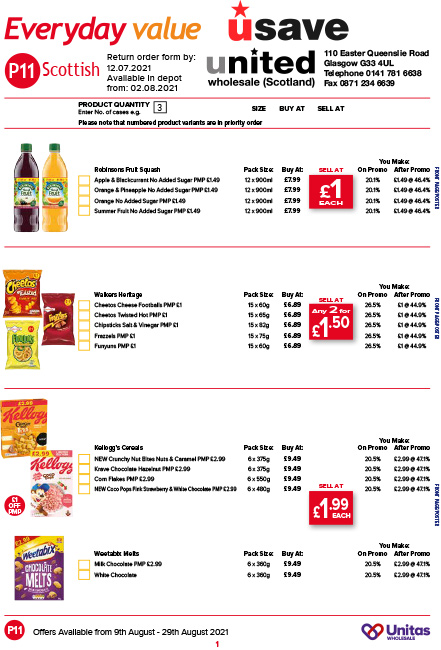 Everyday value
usave
united
wholesale (Scotland)
110 Easter Queenslie Road
Glasgow G33 4UL
Telephone 0141 781 6638
Fax 0871 234 6639
P11 Scottish
Return order form by:
12.07.2021
Available in depot
from: 02.08.2021
PRODUCT QUANTITY 3
Enter No. of cases e.g.
SIZE BUY AT SELL AT
Please note that numbered product variants are in priority order
You Make:
Robinsons Fruit Squash Pack Size: Buy At: SELL AT On Promo After Promo
Apple & Blackcurrant No Added Sugar PMP £1.49 12 x 900ml £7.99 20.1% £1.49 @ 46.4%
Orange & Pineapple No Added Sugar PMP £1.49 12 x 900ml £7.99 20.1% £1.49 @ 46.4%
Orange No Added Sugar PMP £1.49 12 x 900ml £7.99 20.1% £1.49 @ 46.4%
Summer Fruit No Added Sugar PMP £1.49 12 x 900ml £7.99 20.1% £1.49 @ 46.4%
£1
EACH
FRONT PAGE/POSTER
You Make:
Walkers Heritage Pack Size: Buy At: SELL AT On Promo After Promo
Cheetos Cheese Footballs PMP £1 15 x 60g £6.89 26.5% £1 @ 44.9%
Cheetos Twisted Hot PMP £1 15 x 65g £6.89 26.5% £1 @ 44.9%
Chipsticks Salt & Vinegar PMP £1 15 x 82g £6.89 26.5% £1 @ 44.9%
Frazzels PMP £1 15 x 75g £6.89 26.5% £1 @ 44.9%
Funyuns PMP £1 15 x 60g £6.89 26.5% £1 @ 44.9%
Any 2 for
£1.50
FRONT PAGE/POSTER
Cheetos
Frazzles
Funyuns
You Make:
Kellogg's Cereals Pack Size: Buy At: On Promo After Promo
NEW Crunchy Nut Bites Nuts & Caramel PMP £2.99 6 x 375g £9.49 20.5% £2.99 @ 47.1%
Krave Chocolate Hazelnut PMP £2.99 6 x 375g £9.49 20.5% £2.99 @ 47.1%
Corn Flakes PMP £2.99 6 x 550g £9.49 20.5% £2.99 @ 47.1%
NEW Coco Pops Pink Strawberry & White Chocolate PMP £2.99 6 x 480g £9.49 20.5% £2.99 @ 47.1%
SELL AT
£1.99
EACH
FRONT PAGE/POSTER
£2.99
Kellogg's
£2.99
Kellogg's
£1
OFF
PMP
You Make:
Weetabix Melts Pack Size: Buy At: On Promo After Promo
Milk Chocolate PMP £2.99 6 x 360g £9.49 20.5% £2.99 @ 47.1%
White Chocolate 6 x 360g £9.49 20.5% £2.99 @ 47.1%
Weetabix
CHOCOLATE
MELTS
P11 Offers Available from 9th August - 29th August 2021
Unitas
WHOLESALE
1